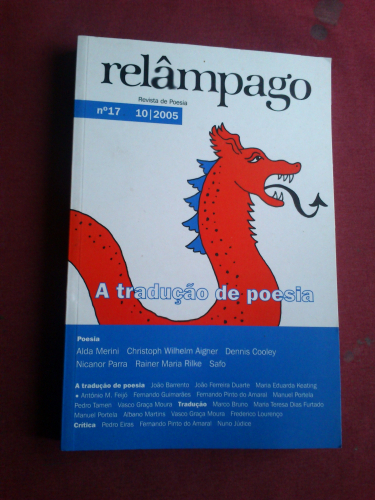 relâmpago
Revista de Poesia
nº17 10|2005
A tradução de poesia
Poesia
Alda Merini Christoph Wilhelm Aigner Dennis Cooley
Nicanor Parra Rainer Maria Rilke Safo
A tradução de poesia João Barrento João Ferreira Duarte Maria Eduarda Keating
António M. Feijó Fernando Guimarães Fernando Pinto do Amaral Manuel Portela
Pedro Tamen Vasco Graça Moura Tradução Marco Bruno Maria Teresa Dias Furtado
Manuel Portela Albano Martins Vasco Graça Moura Frederico Lourenço
Crítica Pedro Eiras Fernando Pinto do Amaral Nuno Júdice